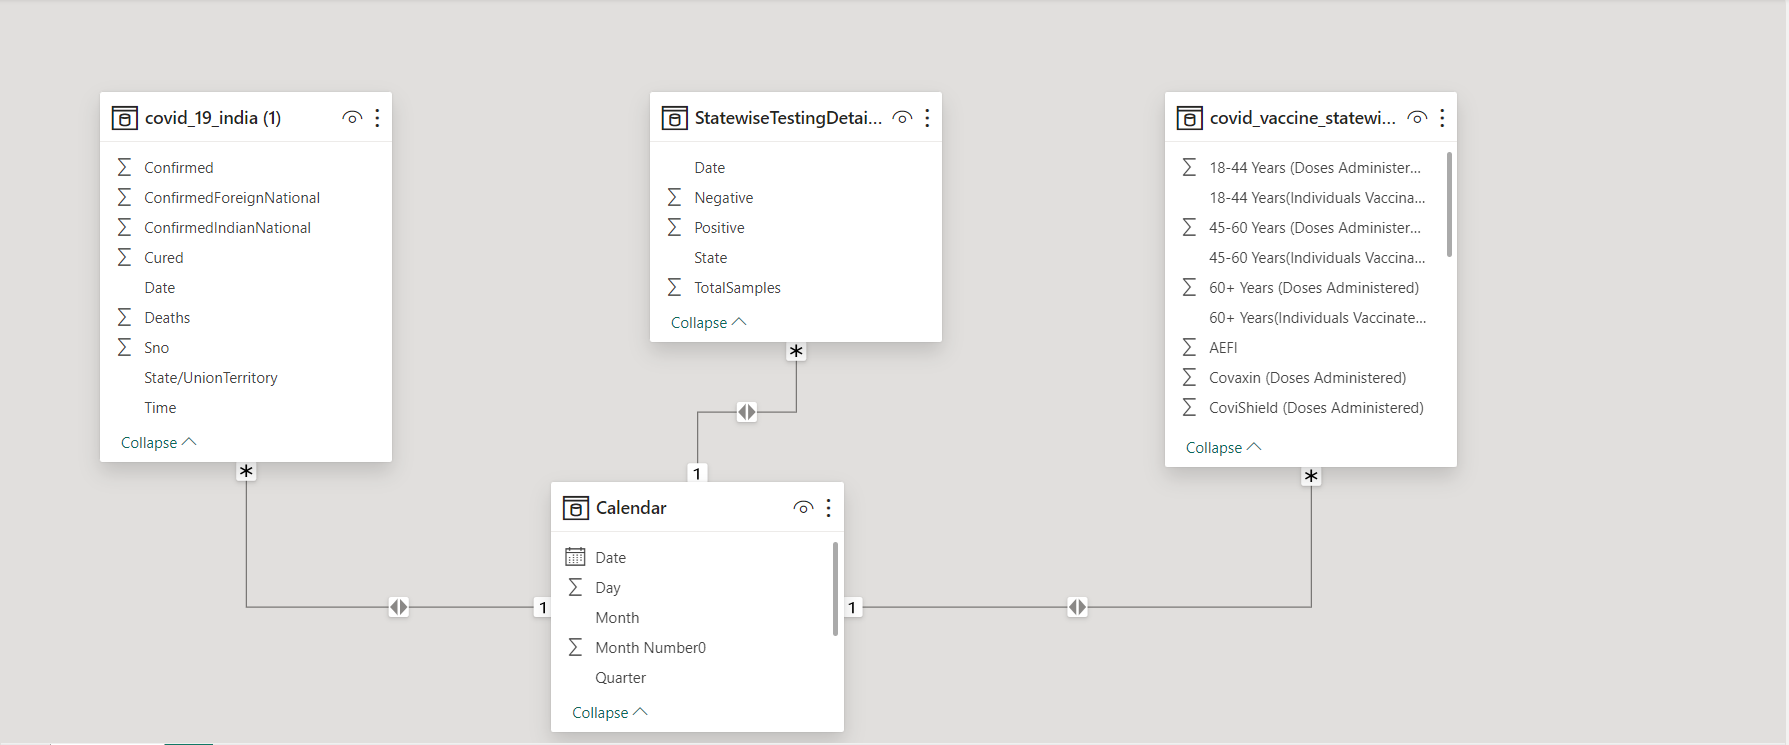 covid_19_india (1)
Confirmed
ConfirmedForeignNational
ConfirmedIndianNational
Cured
Date
Deaths
Sno
State/UnionTerritory
Time
Collapse
*
StatewiseTestingDetai...
Date
Negative
Positive
State
TotalSamples
Collapse
*
1
covid_vaccine_statewi...
18-44 Years (Doses Administer...
18-44 Years(Individuals Vaccina...
45-60 Years (Doses Administer...
45-60 Years(Individuals Vaccina...
60+ Years (Doses Administered)
60+ Years(Individuals Vaccinate...
AEFI
Covaxin (Doses Administered)
CoviShield (Doses Administered)
Collapse
*
Calendar
Date
Day
Month
Month Number0
Quarter
Collapse
1
1